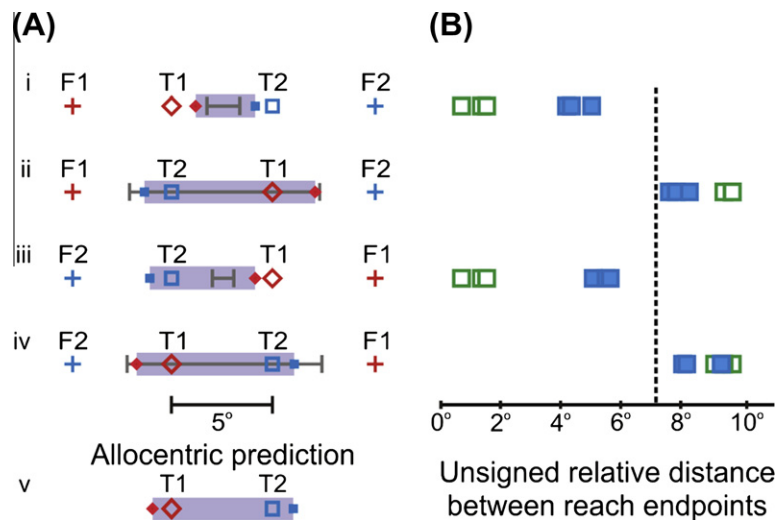 (A)
(B)
i F1 T1 T2 F2
ii F1 T2 T1 F2
iii F2 T2 T1 F1
iv F2 T1 T2 F1
5°
0° 2° 4° 6° 8° 10°
Allocentric prediction
v T1 T2
Unsigned relative distance
between reach endpoints